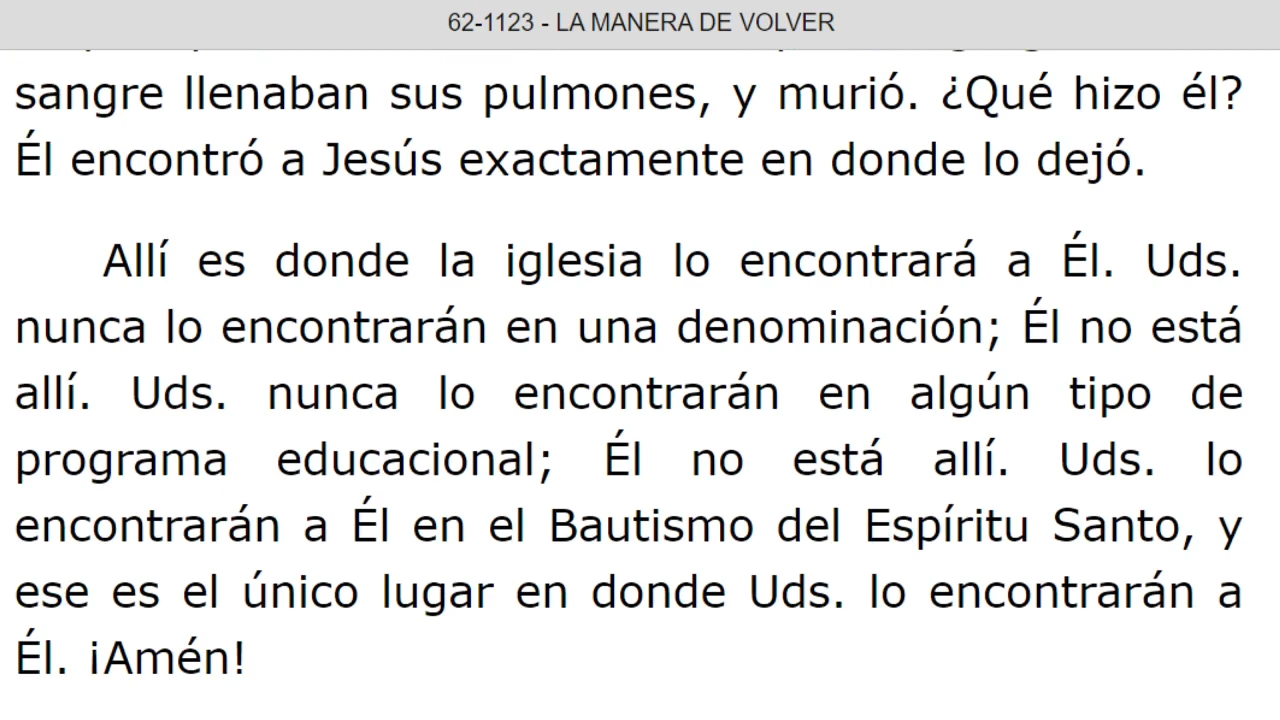 62-1123 - LA MANERA DE VOLVER
sangre llenaban sus pulmones, y murió. ¿Qué hizo él?
Él encontró a Jesús exactamente en donde lo dejó.
Allí es donde la iglesia lo encontrará a Él. Uds.
nunca lo encontrarán en una denominación; Él no está
allí. Uds. nunca lo encontrarán en algún tipo de
programa educacional; Él no está allí. Uds. lo
encontrarán a Él en el Bautismo del Espíritu Santo, y
ese es el único lugar en donde Uds. lo encontrarán a
Él. ¡Amén!